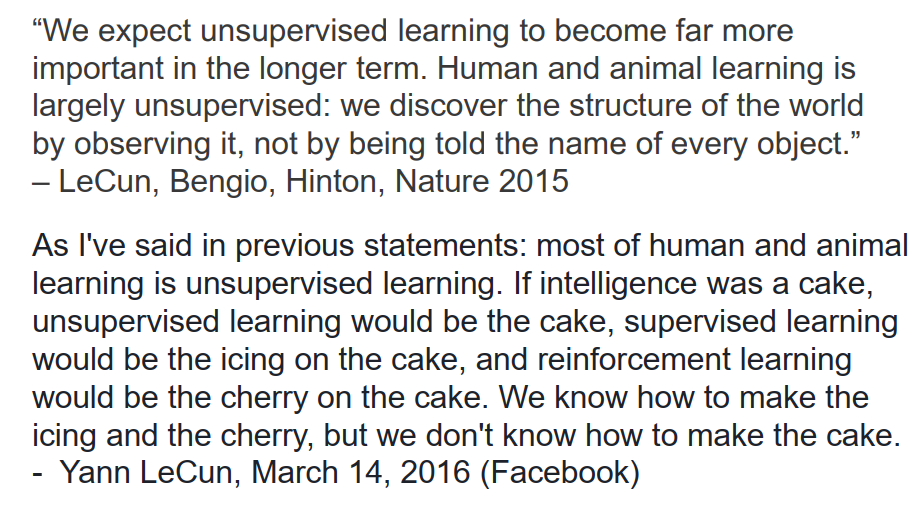 “We expect unsupervised learning to become far more
important in the longer term. Human and animal learning is
largely unsupervised: we discover the structure of the world
by observing it, not by being told the name of every object.”
– LeCun, Bengio, Hinton, Nature 2015
As I've said in previous statements: most of human and animal
learning is unsupervised learning. If intelligence was a cake,
unsupervised learning would be the cake, supervised learning
would be the icing on the cake, and reinforcement learning
would be the cherry on the cake. We know how to make the
icing and the cherry, but we don't know how to make the cake.
- Yann LeCun, March 14, 2016 (Facebook)